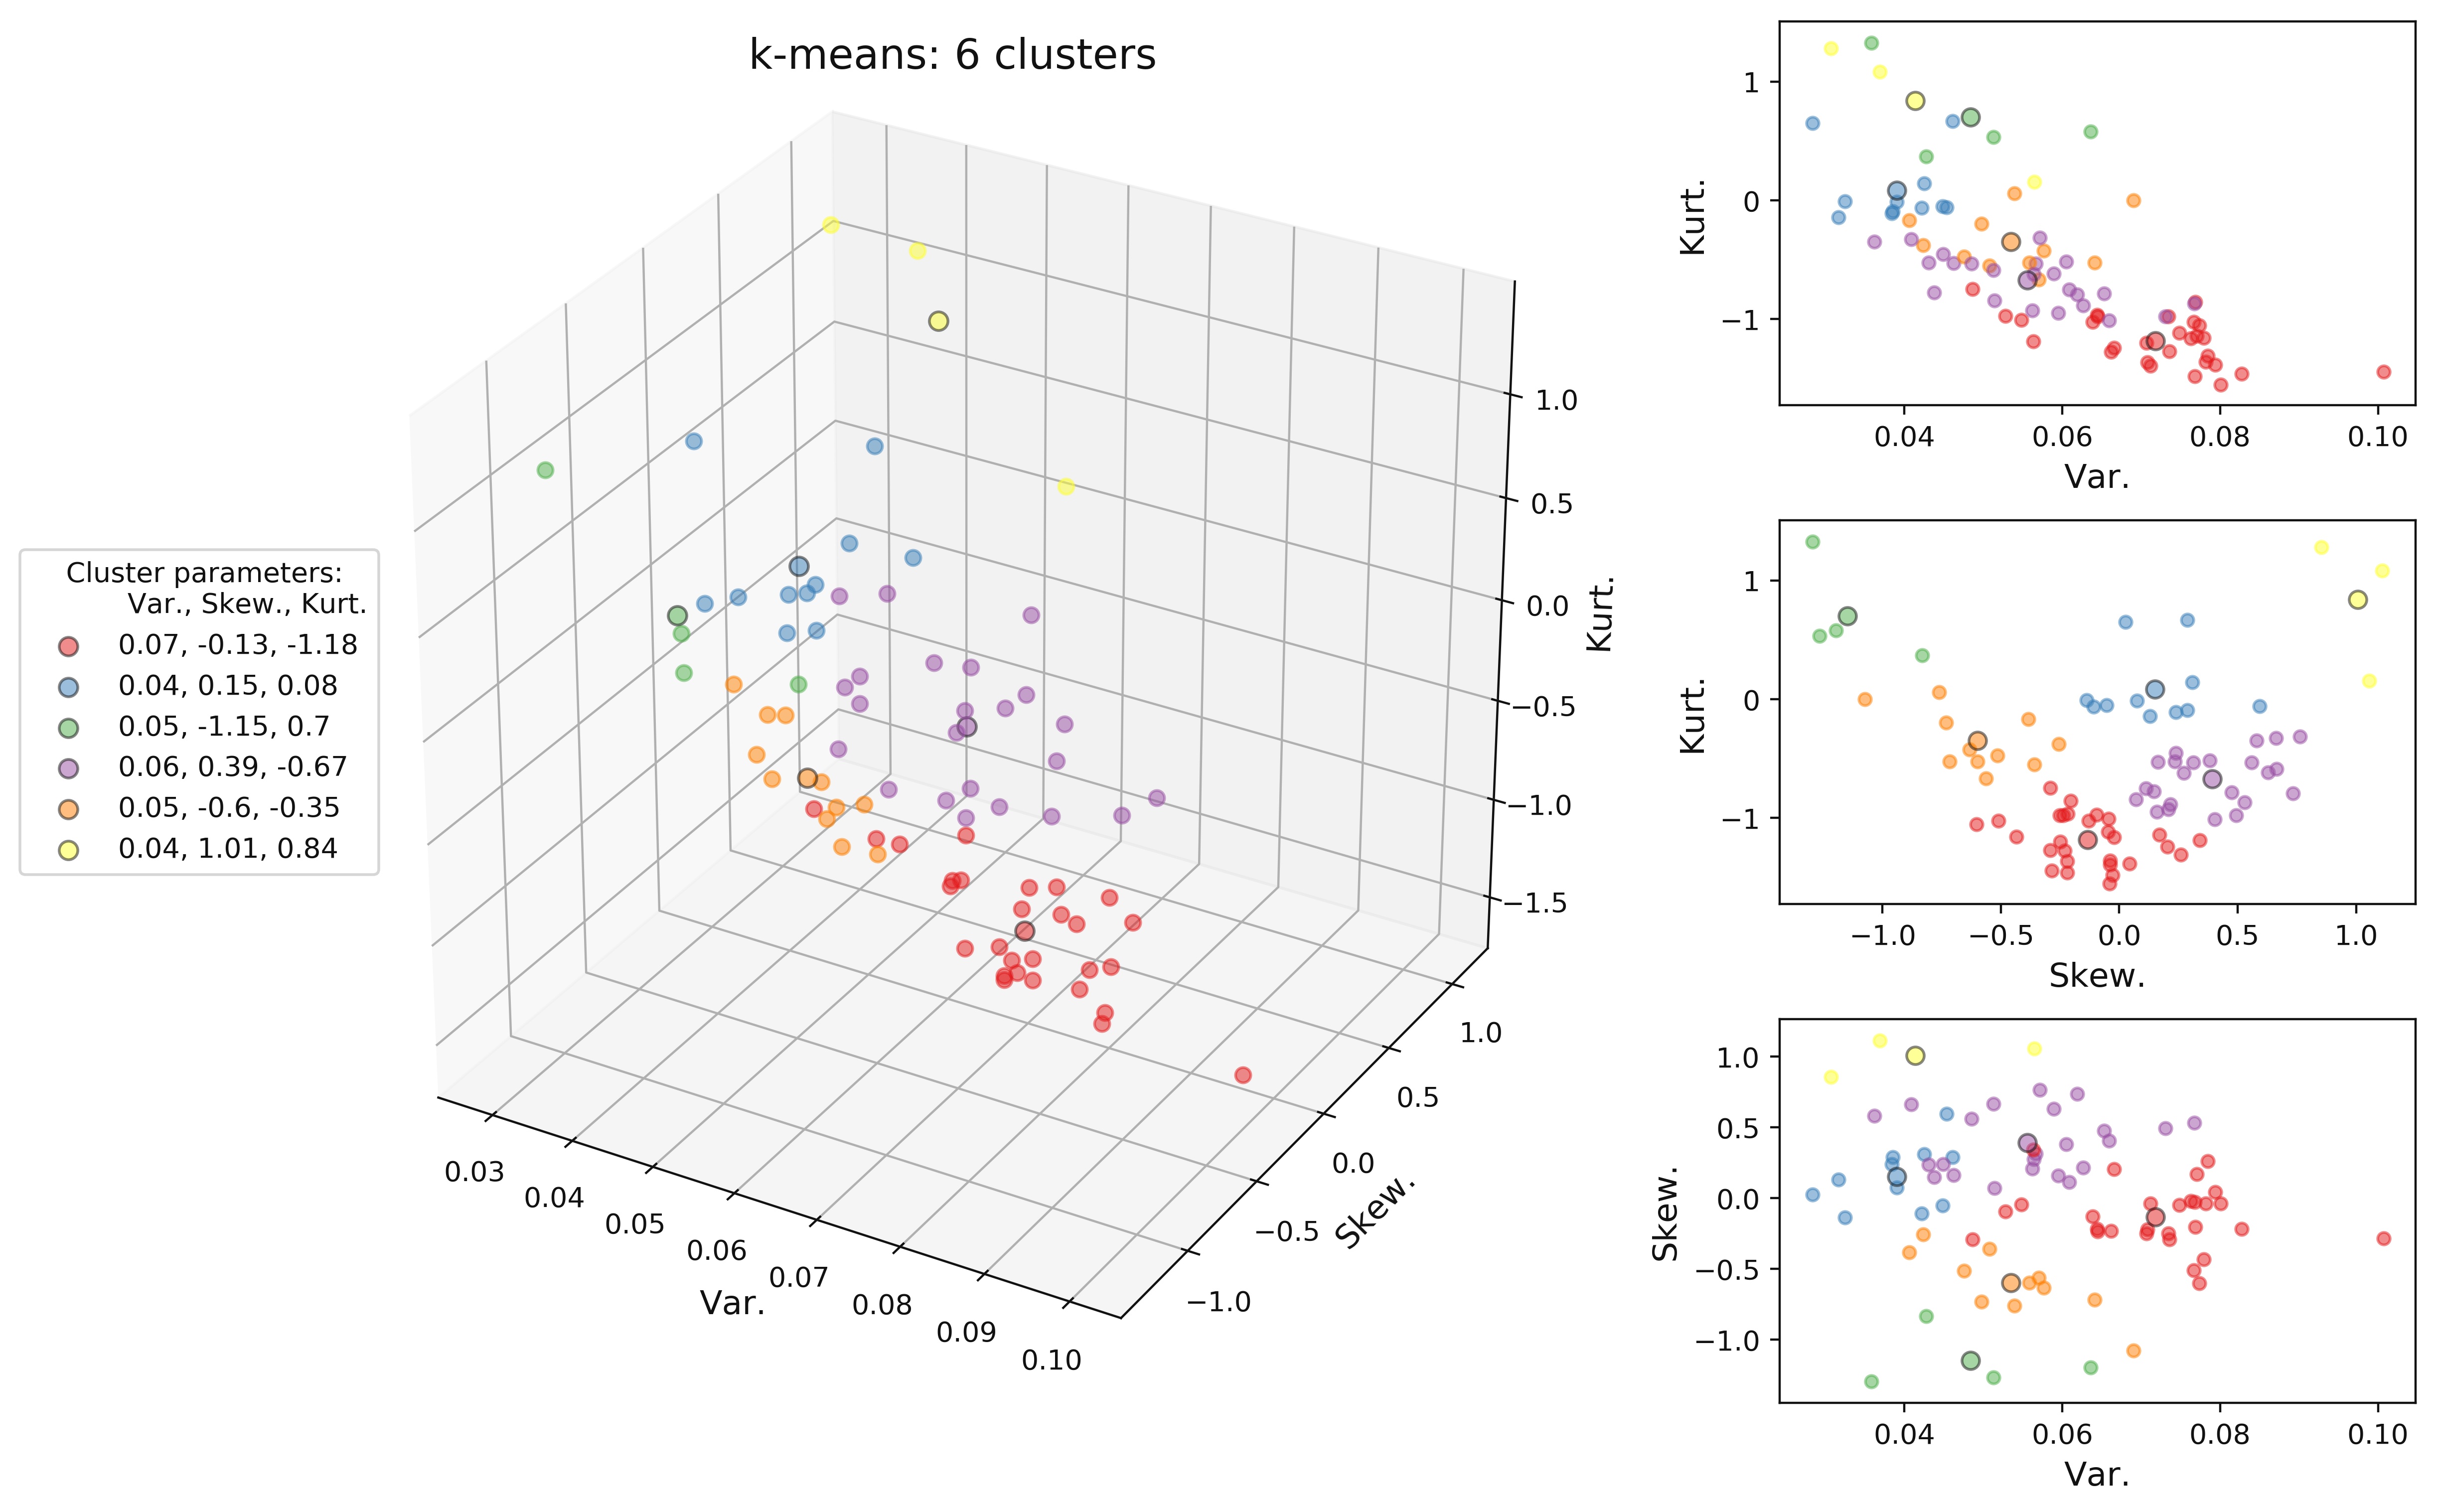 k-means: 6 clusters
Cluster parameters:
Var., Skew., Kurt.
0.07, -0.13, -1.18
0.04, 0.15, 0.08
0.05, -1.15, 0.7
0.06, 0.39, -0.67
0.05, -0.6, -0.35
0.04, 1.01, 0.84
0.03
0.04
0.05
0.06
0.07
0.08
0.09
0.10
Var.
−1.0
−0.5
0.0
0.5
1.0
Skew.
1.0
0.5
0.0
−0.5
−1.0
−1.5
Kurt.
1
0
−1
Kurt.
0.04 0.06 0.08 0.10
Var.
1
0
−1
Kurt.
−1.0 −0.5 0.0 0.5 1.0
Skew.
1.0
0.5
0.0
−0.5
−1.0
Skew.
0.04 0.06 0.08 0.10
Var.